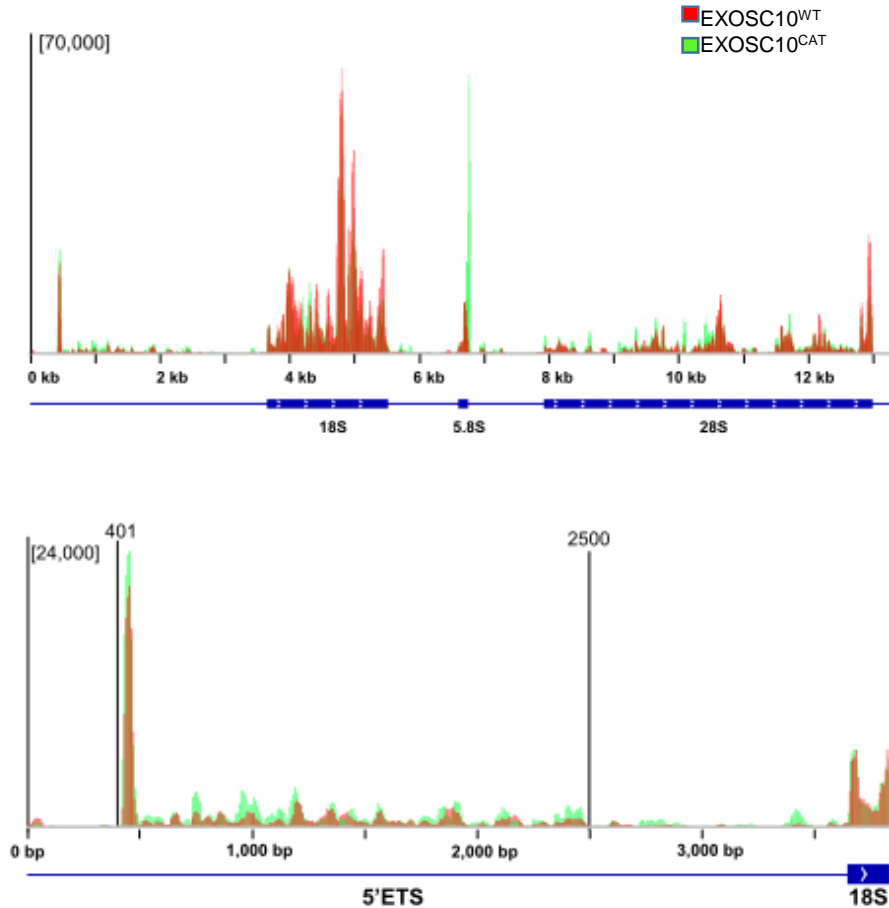 EXOSC10WT
EXOSC10CAT
[70,000]
0 kb 2 kb 4 kb 6 kb 8 kb 10 kb 12 kb
18S 5.8S 28S
401 2500
[24,000]
0 bp 1,000 bp 2,000 bp 3,000 bp
5'ETS 18S